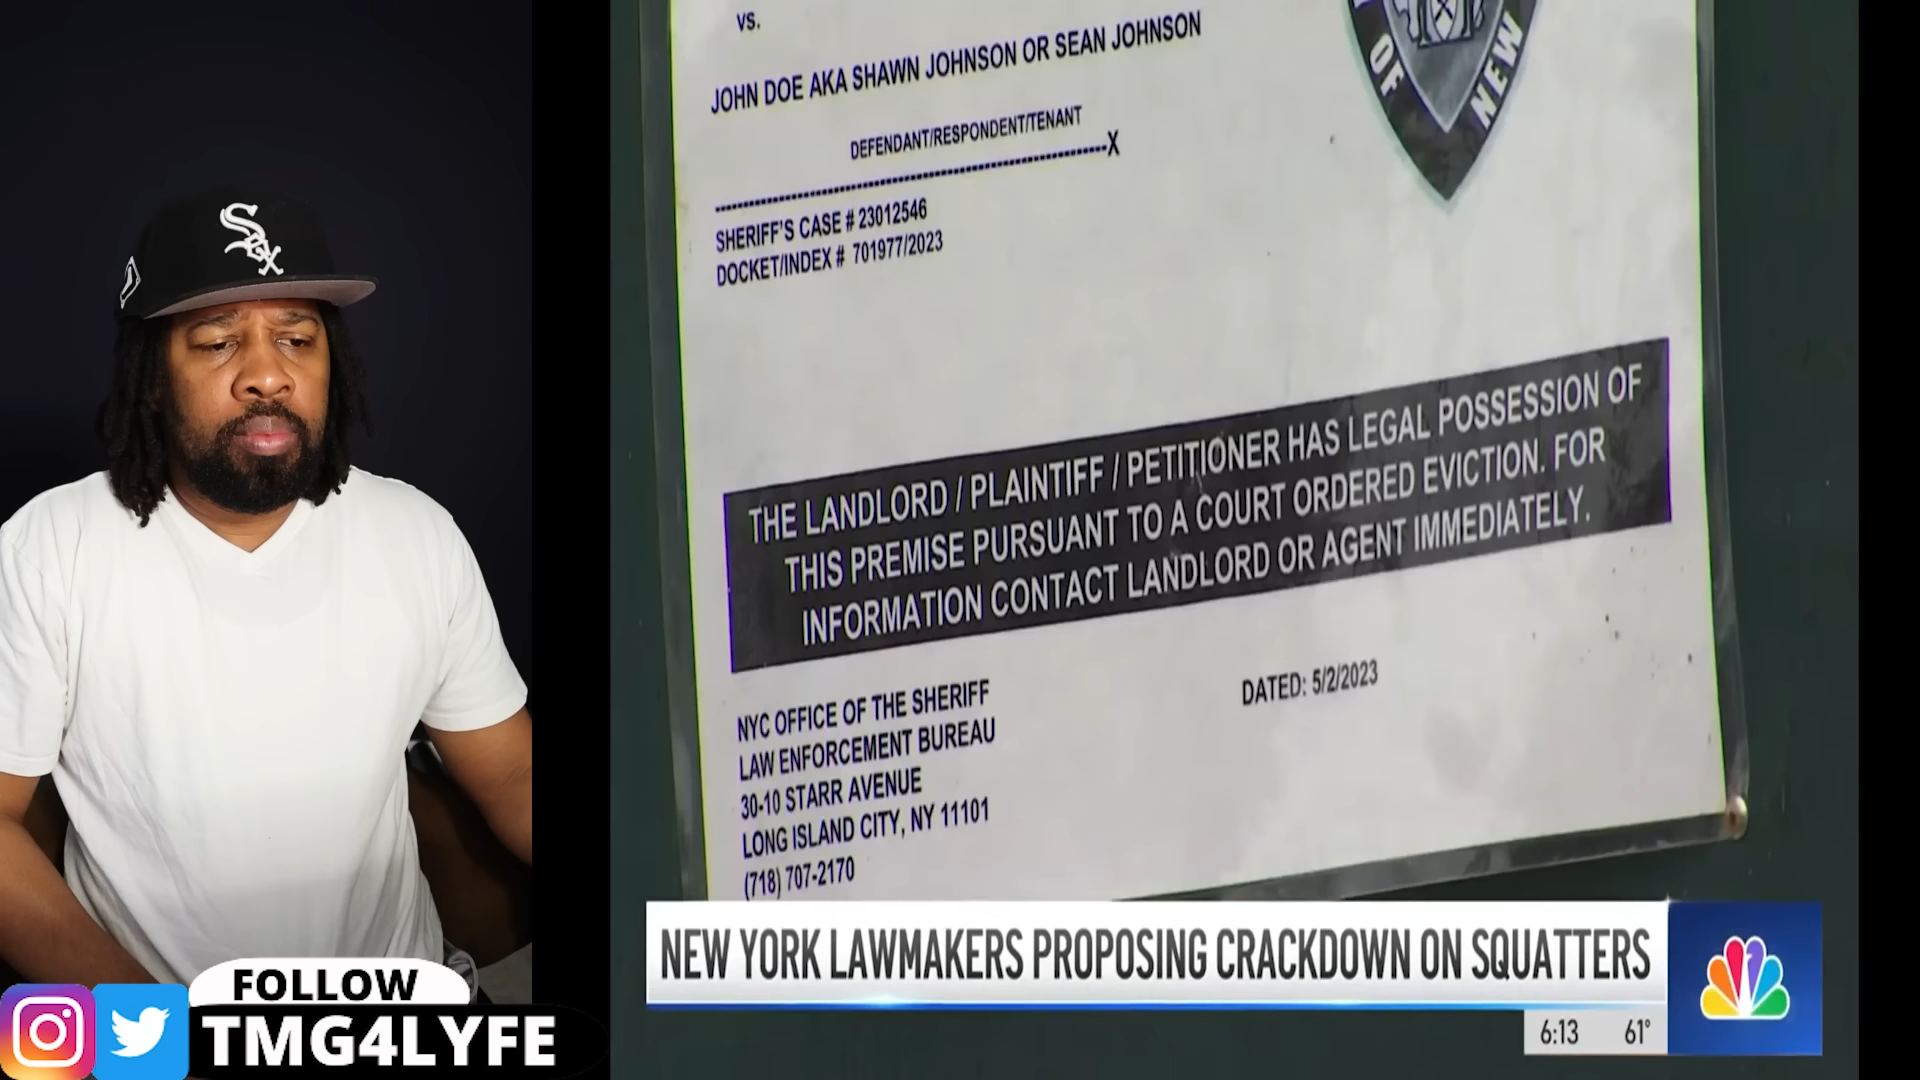 Sox
VS.
JOHN DOE AKA SHAWN JOHNSON OR SEAN JOHNSON
DEFENDANT/RESPONDENT/TENANT
X
SHERIFF'S CASE # 23012546
DOCKET/INDEX # 701977/2023
OF NEW
THE LANDLORD / PLAINTIFF / PETITIONER HAS LEGAL POSSESSION OF
THIS PREMISE PURSUANT TO A COURT ORDERED EVICTION. FOR
INFORMATION CONTACT LANDLORD OR AGENT IMMEDIATELY.
NYC OFFICE OF THE SHERIFF
LAW ENFORCEMENT BUREAU
30-10 STARR AVENUE
LONG ISLAND CITY, NY 11101
(718) 707-2170
DATED: 5/2/2023
NEW YORK LAWMAKERS PROPOSING CRACKDOWN ON SQUATTERS
6:13 61°
FOLLOW
TMG4LYFE